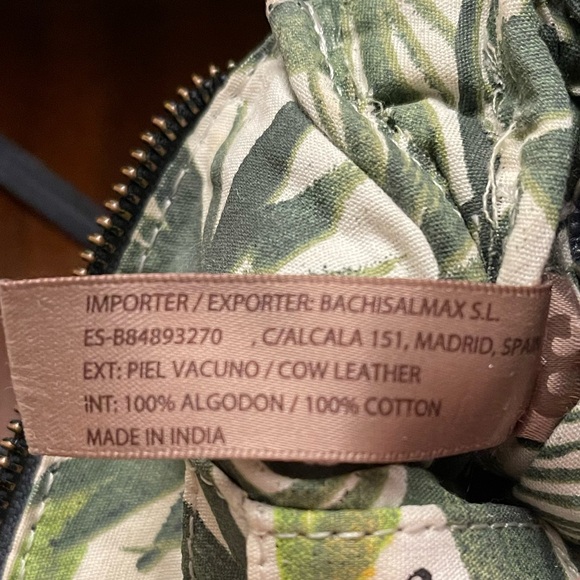 IMPORTER / EXPORTER: BACHISALMAX S.L.
ES-B84893270 , C/ALCALA 151, MADRID, SPAIN
EXT: PIEL VACUNO / COW LEATHER
INT: 100% ALGODON / 100% COTTON
MADE IN INDIA